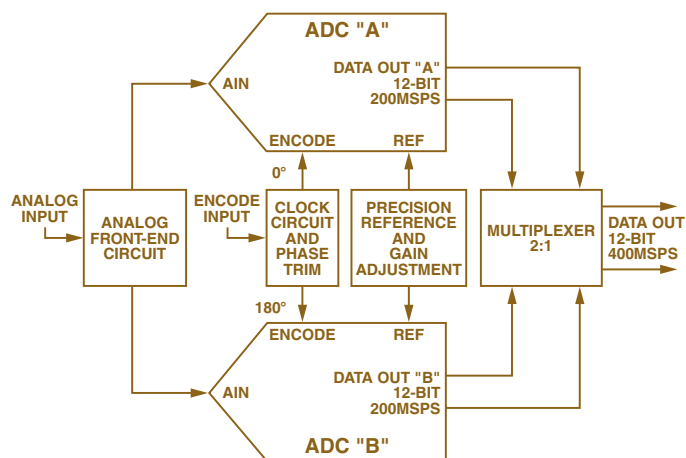 ADC "A"
AIN
DATA OUT "A"
12-BIT
200MSPS
ENCODE
REF
0°
ANALOG
INPUT
ANALOG
FRONT-END
CIRCUIT
ENCODE
INPUT
CLOCK
CIRCUIT
AND
PHASE
TRIM
PRECISION
REFERENCE
AND
GAIN
ADJUSTMENT
MULTIPLEXER
2:1
DATA OUT
12-BIT
400MSPS
180°
ENCODE
REF
AIN
DATA OUT "B"
12-BIT
200MSPS
ADC "B"